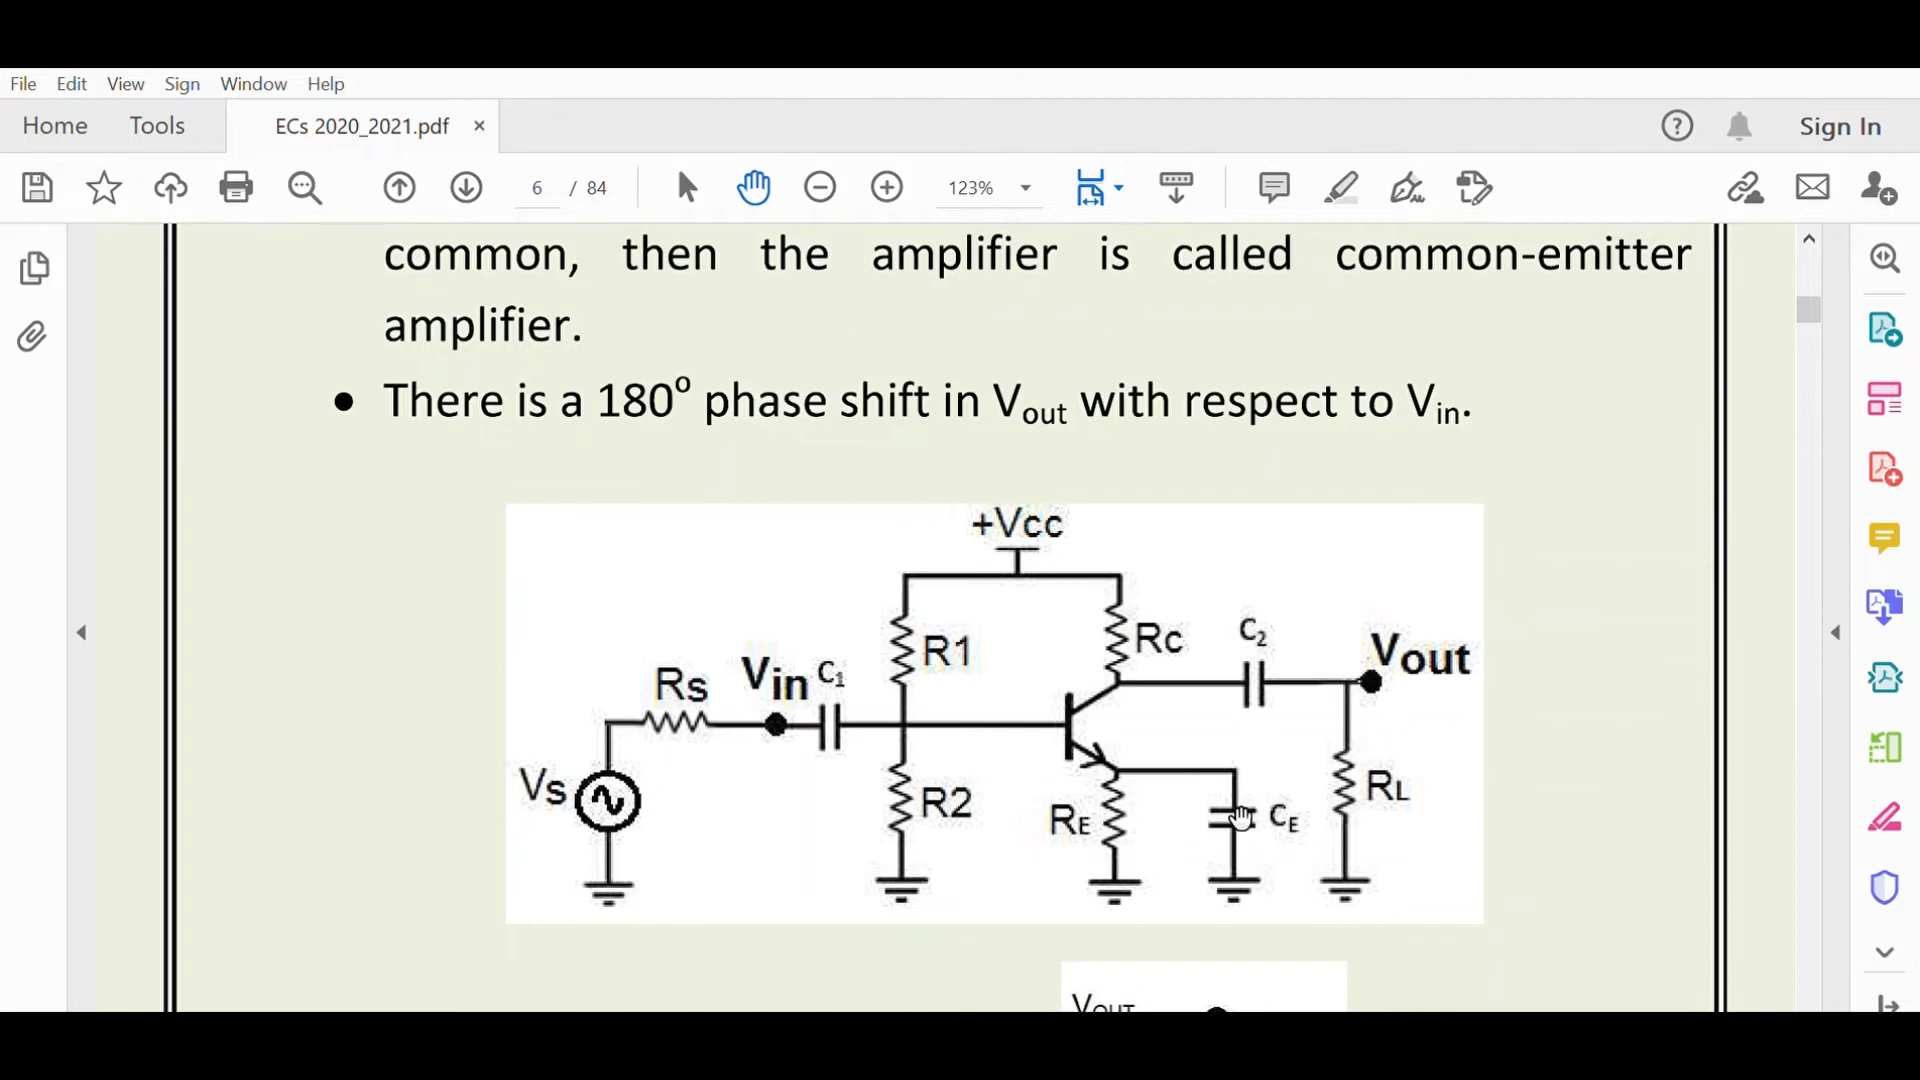 File Edit View Sign Window Help
Home Tools ECs 2020_2021.pdf × Sign In
6 / 84 123%
common, then the amplifier is called common-emitter
amplifier.
• There is a 180° phase shift in Vout with respect to Vin.
+Vcc
R1 Rc C2 Vout
Rs Vin C1
Vs R2 RE CE RL
VOUT